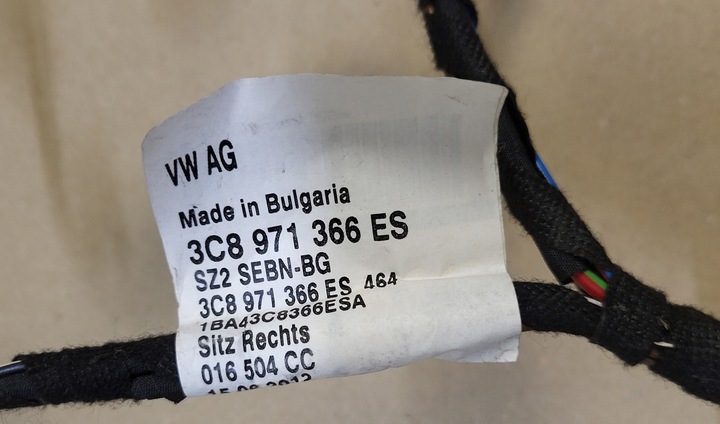 VW AG
Made in Bulgaria
3C8 971 366 ES
SZ2 SEBN-BG
3C8 971 366 ES 464
1BA43C8366ESA
Sitz Rechts
016 504 CC